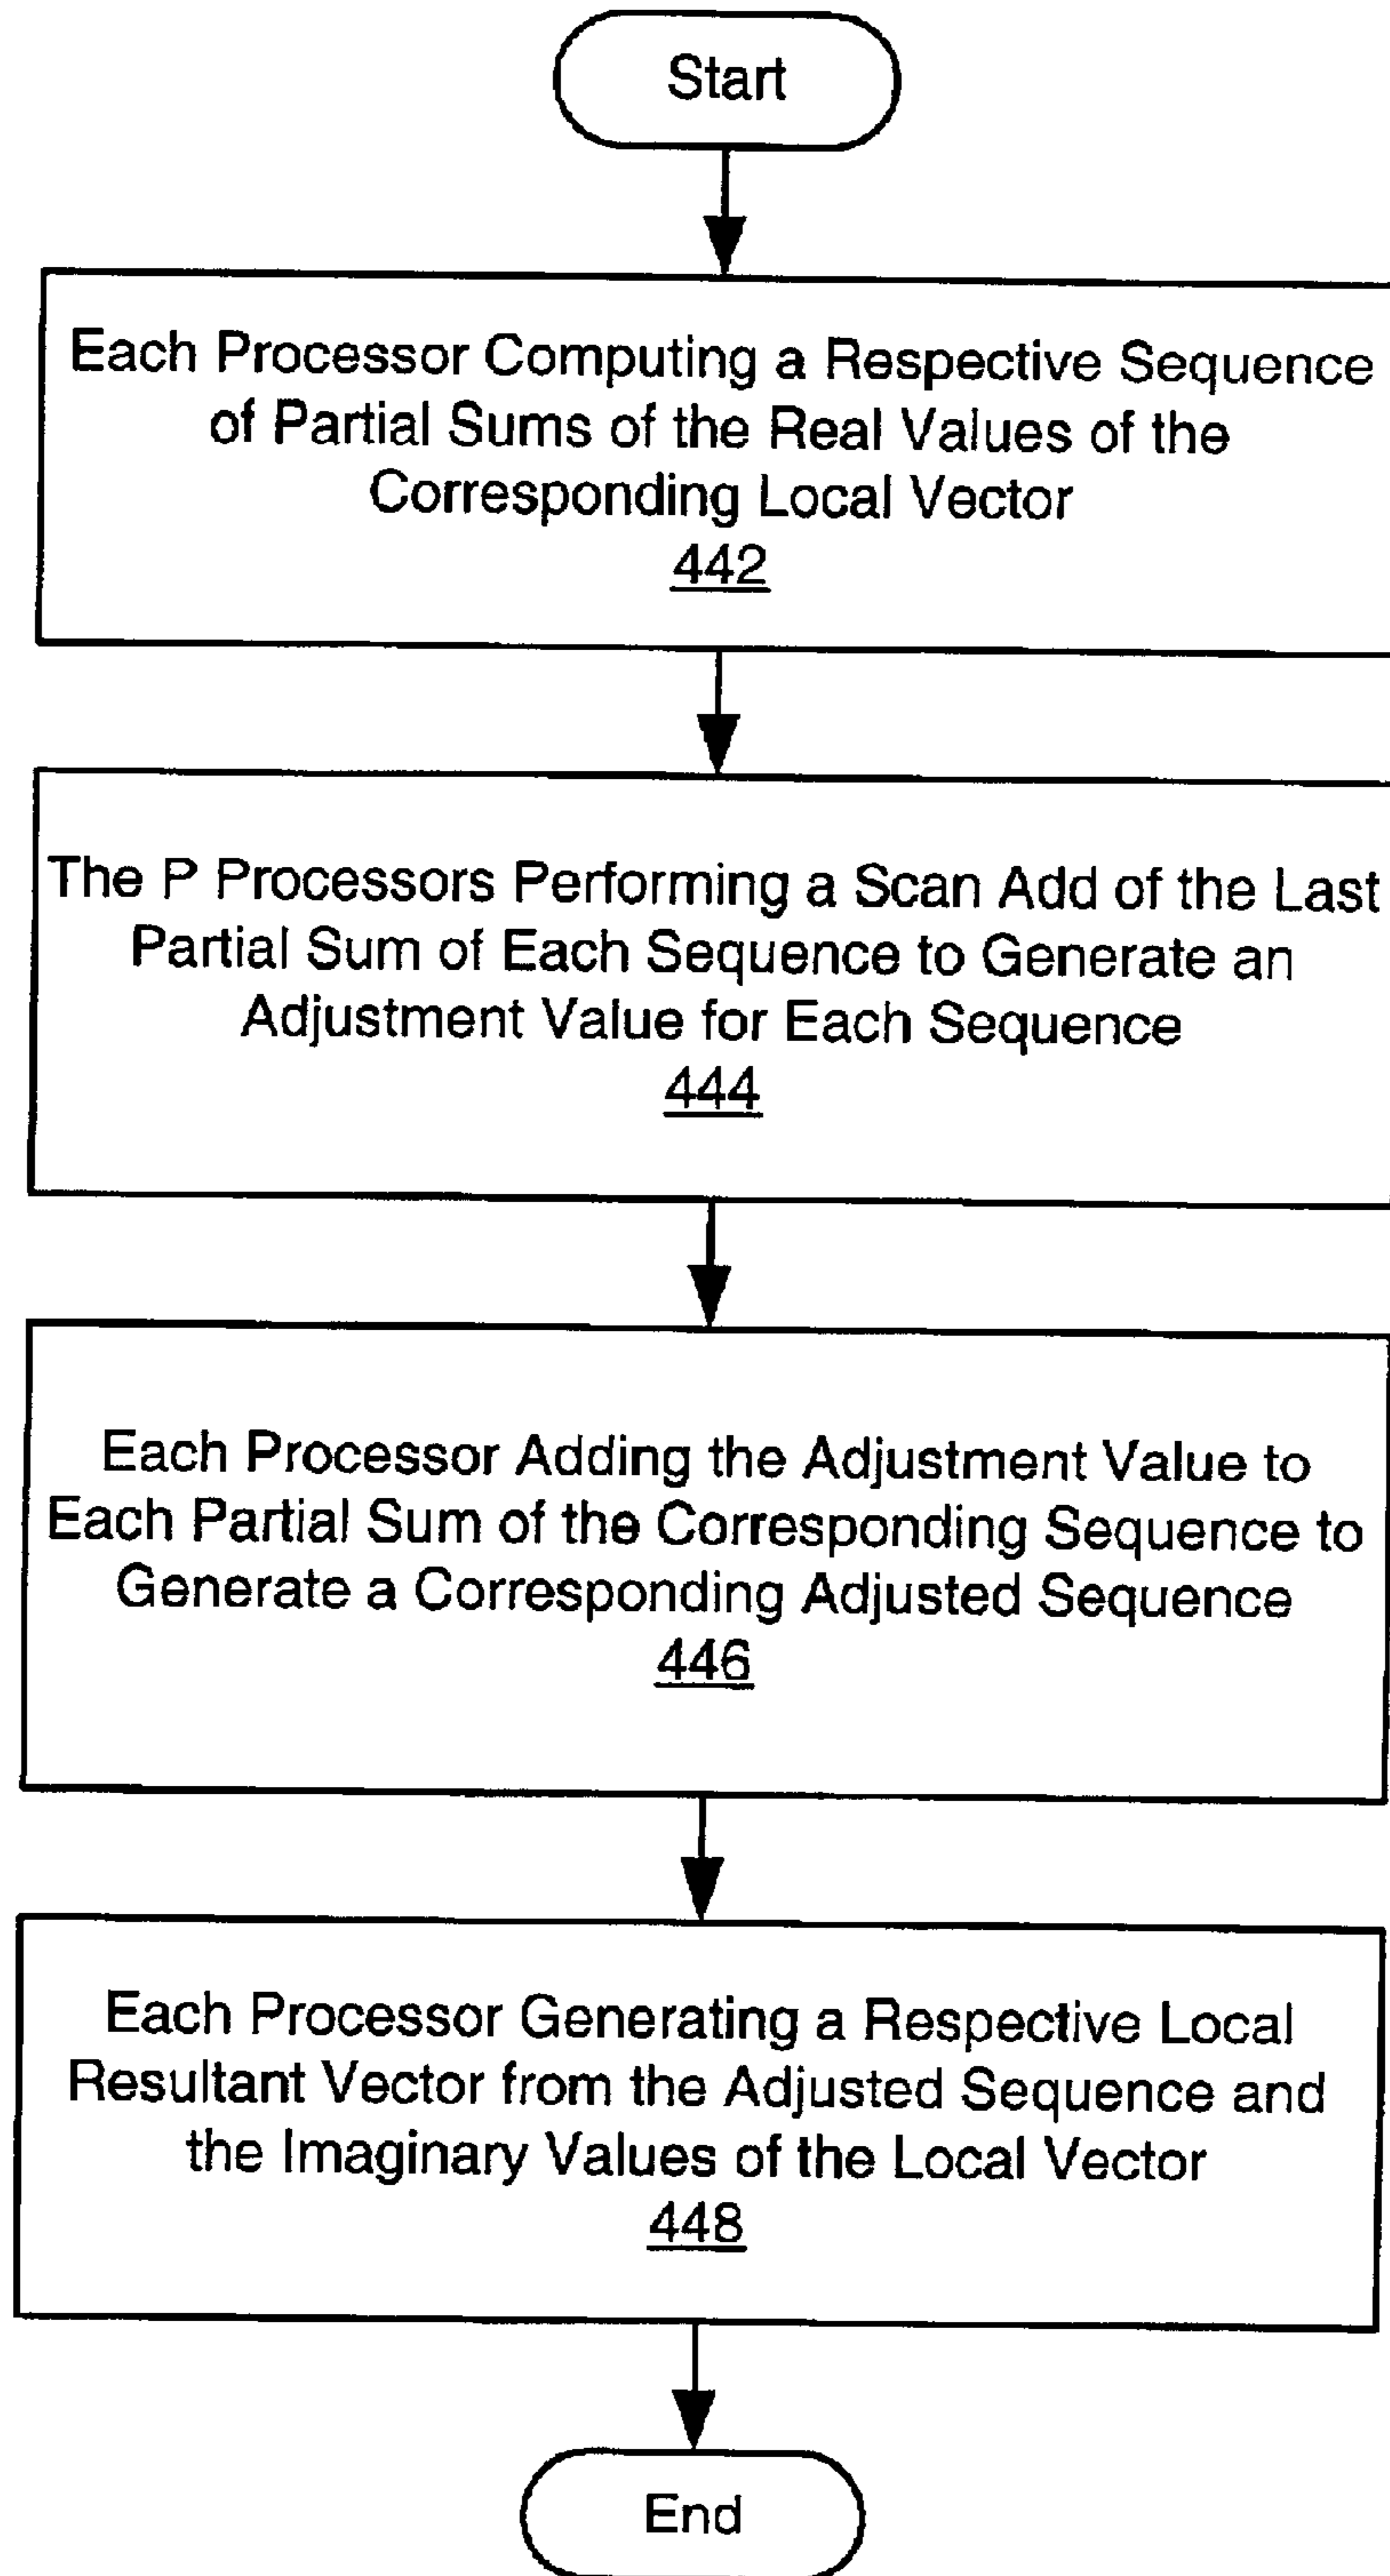 Start
Each Processor Computing a Respective Sequence
of Partial Sums of the Real Values of the
Corresponding Local Vector
442
The P Processors Performing a Scan Add of the Last
Partial Sum of Each Sequence to Generate an
Adjustment Value for Each Sequence
444
Each Processor Adding the Adjustment Value to
Each Partial Sum of the Corresponding Sequence to
Generate a Corresponding Adjusted Sequence
446
Each Processor Generating a Respective Local
Resultant Vector from the Adjusted Sequence and
the Imaginary Values of the Local Vector
448
End